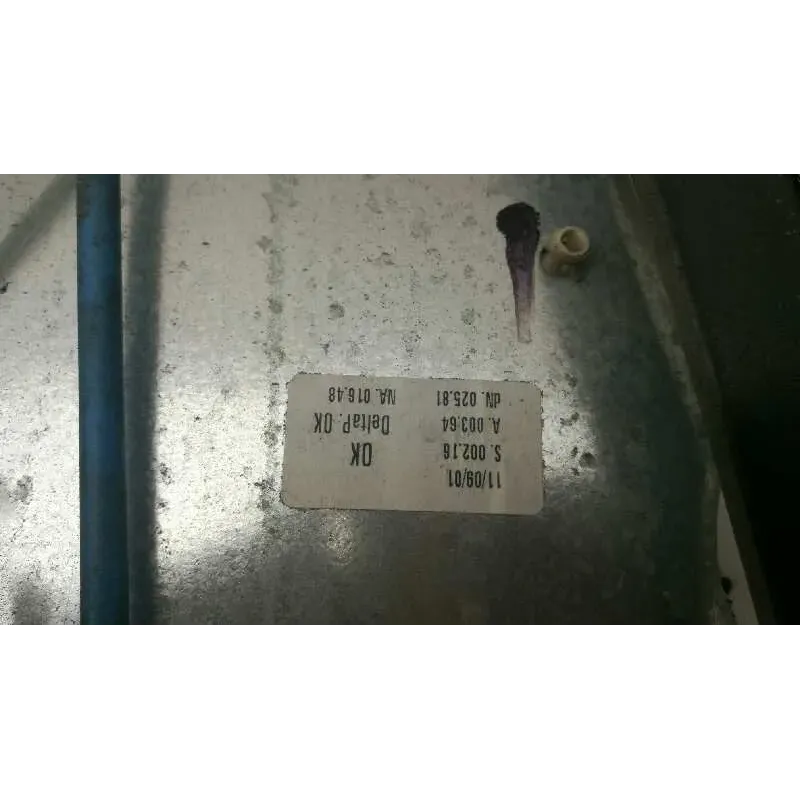 11/09/01
S. 002.16 OK
A. 003.64 DeltaP. OK
dN. 025.81 NA. 016.48